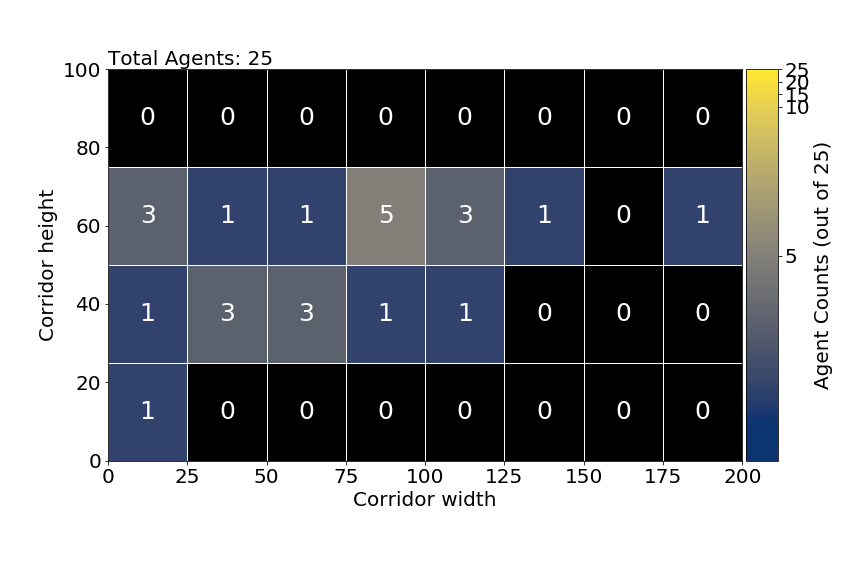 Total Agents: 25
100
80
60
40
20
0
Corridor height
0 0 0 0 0 0 0 0
3 1 1 5 3 1 0 1
1 3 3 1 1 0 0 0
1 0 0 0 0 0 0 0
0 25 50 75 100 125 150 175 200
Corridor width
25
20
15
10
5
Agent Counts (out of 25)